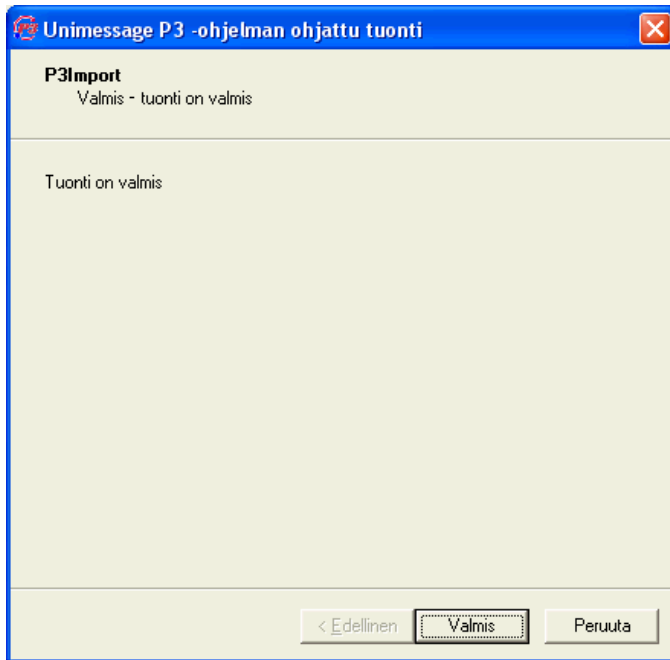 Unimessage P3 -ohjelman ohjattu tuonti
P3Import
Valmis - tuonti on valmis
Tuonti on valmis
< Edellinen
Valmis
Peruuta